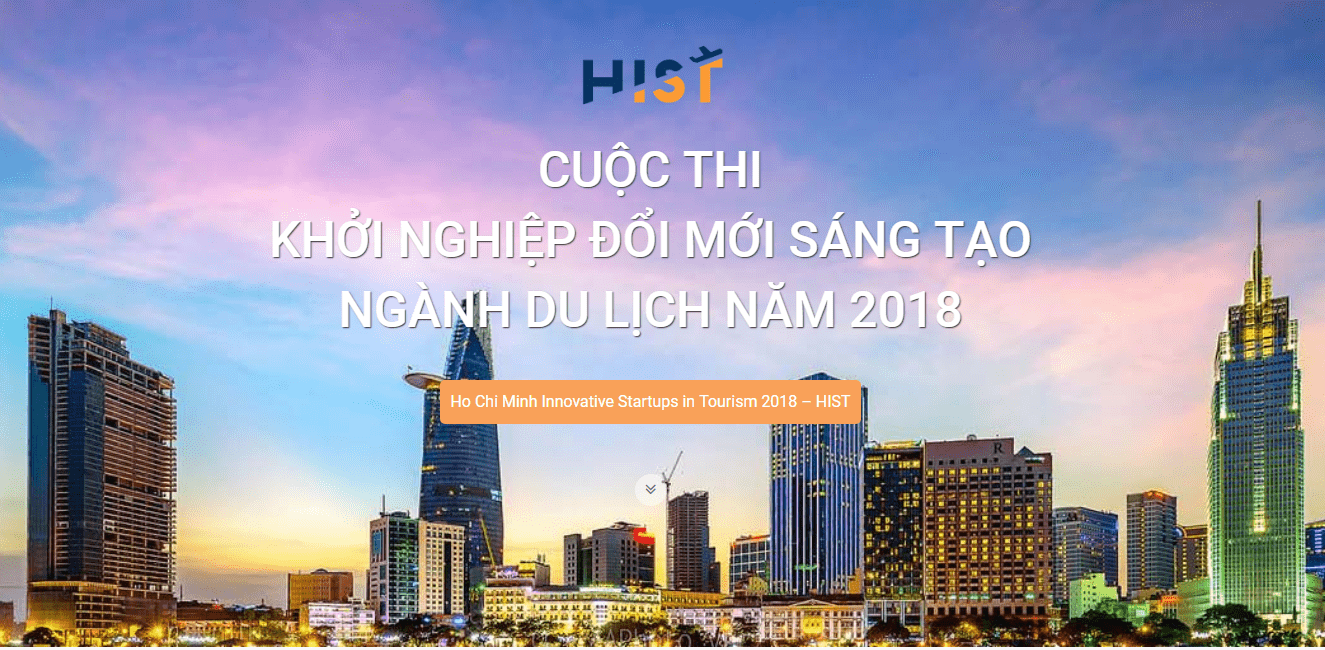 HIST
CUỘC THI
KHỞI NGHIỆP ĐỔI MỚI SÁNG TẠO
NGÀNH DU LỊCH NĂM 2018
Ho Chi Minh Innovative Startups in Tourism 2018 – HIST
R